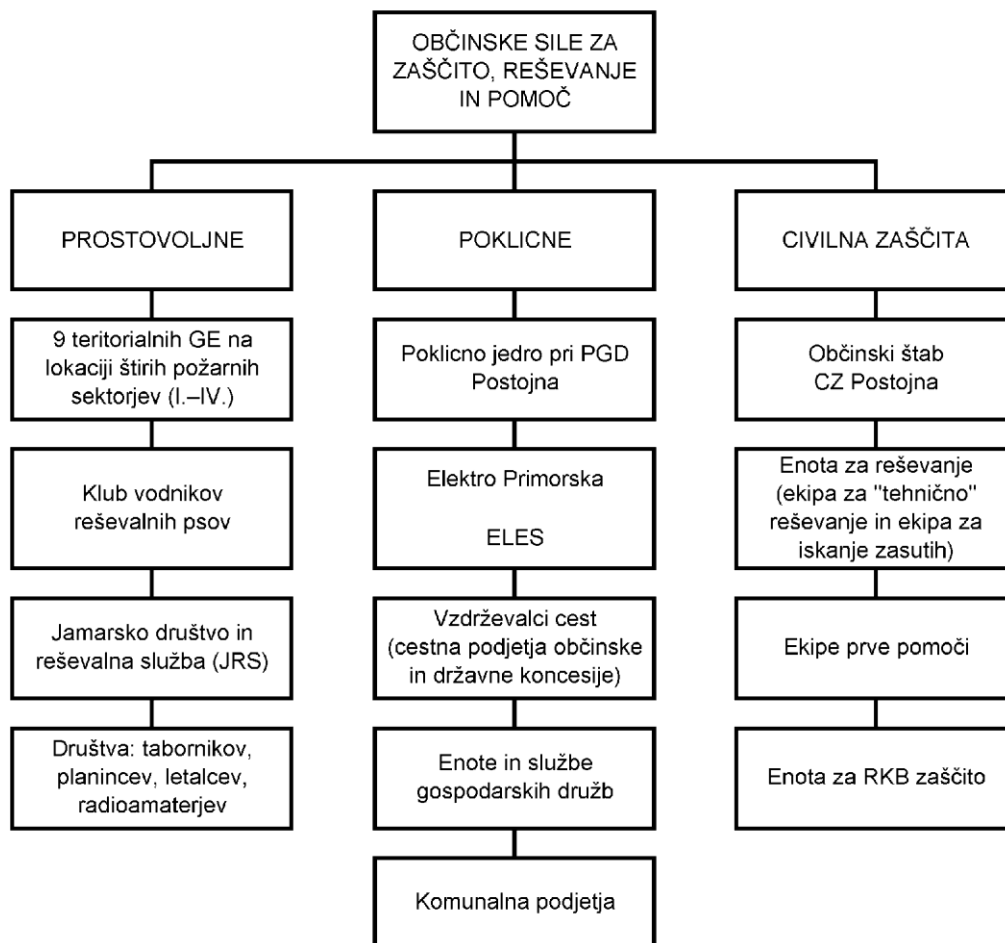 OBČINSKE SILE ZA
ZAŠČITO, REŠEVANJE
IN POMOČ
PROSTOVOLJNE
9 teritorialnih GE na
lokaciji štirih požarnih
sektorjev (I.–IV.)
Klub vodnikov
reševalnih psov
Jamarsko društvo in
reševalna služba (JRS)
Društva: tabornikov,
planincev, letalcev,
radioamaterjev
POKLICNE
Poklicno jedro pri PGD
Postojna
Elektro Primorska
ELES
Vzdrževalci cest
(cestna podjetja občinske
in državne koncesije)
Enote in službe
gospodarskih družb
Komunalna podjetja
CIVILNA ZAŠČITA
Občinski štab
CZ Postojna
Enota za reševanje
(ekipa za "tehnično"
reševanje in ekipa za
iskanje zasutih)
Ekipe prve pomoči
Enota za RKB zaščito